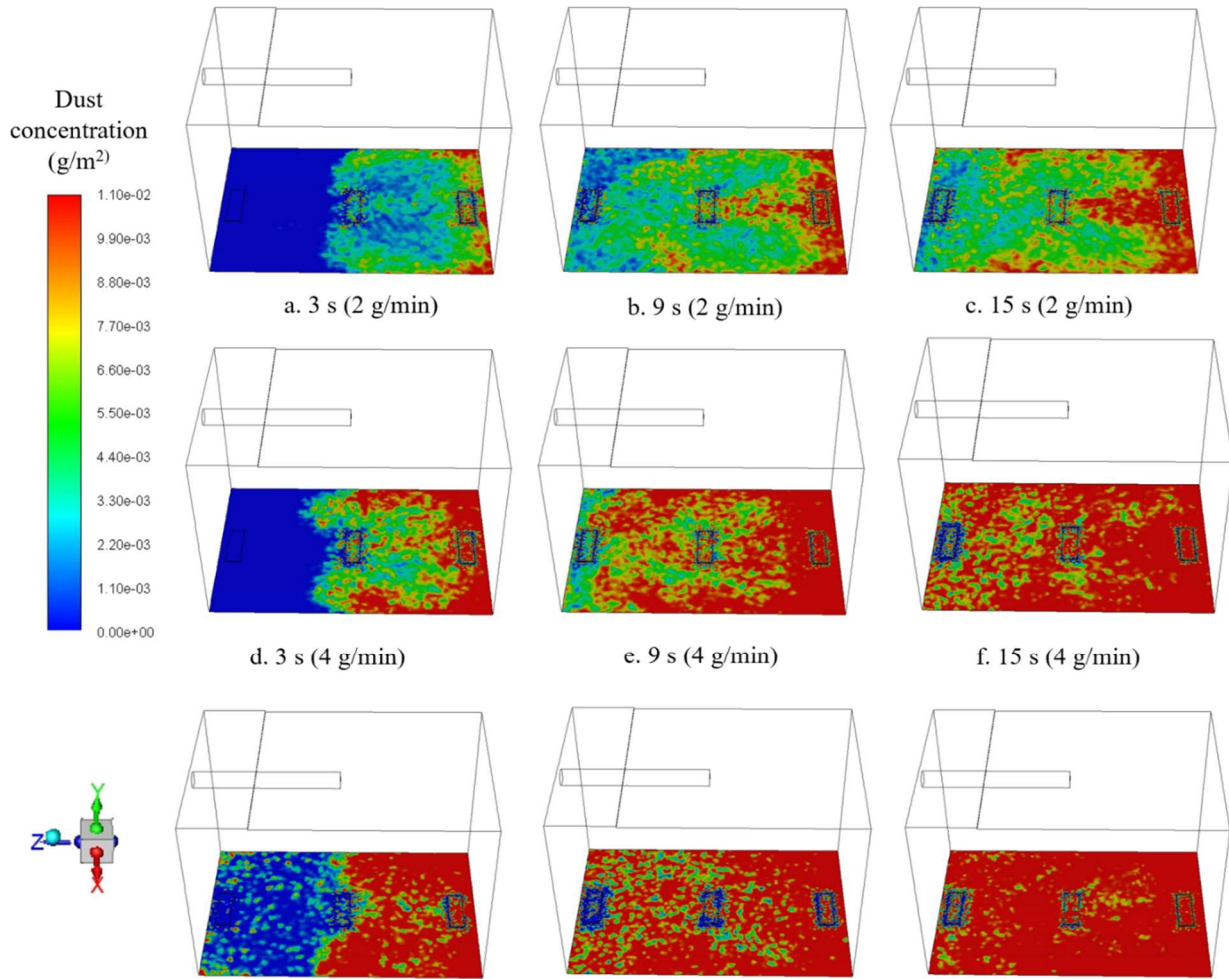 Dust
concentration
(g/m²)
1.10e-02
9.90e-03
8.80e-03
7.70e-03
6.60e-03
5.50e-03
4.40e-03
3.30e-03
2.20e-03
1.10e-03
0.00e+00
a. 3 s (2 g/min)
b. 9 s (2 g/min)
c. 15 s (2 g/min)
d. 3 s (4 g/min)
e. 9 s (4 g/min)
f. 15 s (4 g/min)
Y
Z
X